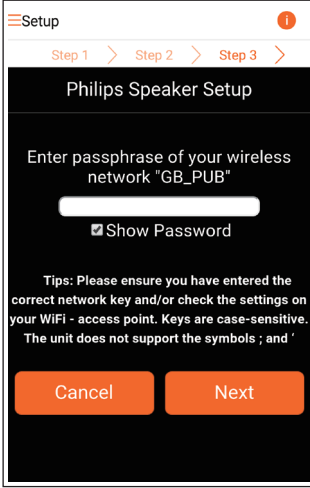 Setup
i
Step 1 Step 2 Step 3
Philips Speaker Setup
Enter passphrase of your wireless
network "GB_PUB"
Show Password
Tips: Please ensure you have entered the
correct network key and/or check the settings on
your WiFi - access point. Keys are case-sensitive.
The unit does not support the symbols ; and ‘
Cancel Next